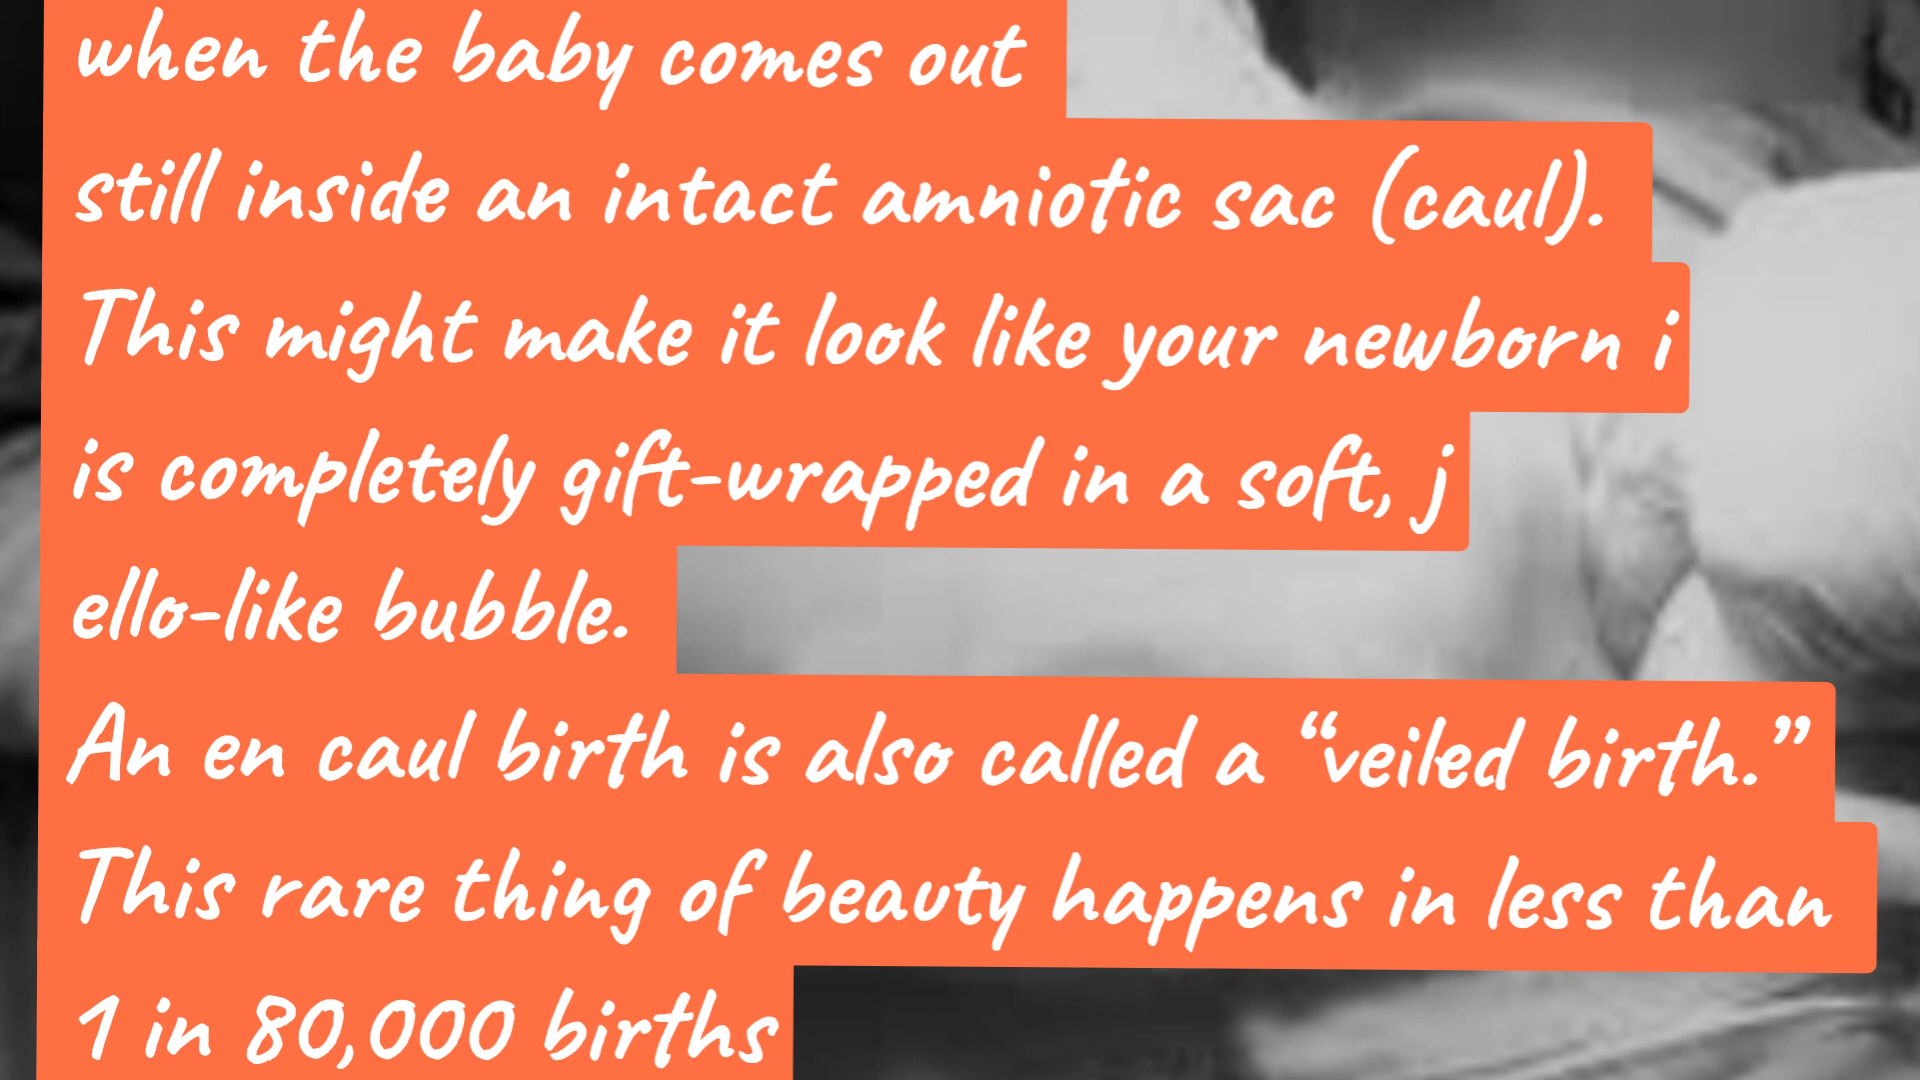 when the baby comes out
still inside an intact amniotic sac (caul).
This might make it look like your newborn i
is completely gift-wrapped in a soft, j
ello-like bubble.
An en caul birth is also called a “veiled birth.”
This rare thing of beauty happens in less than
1 in 80,000 births